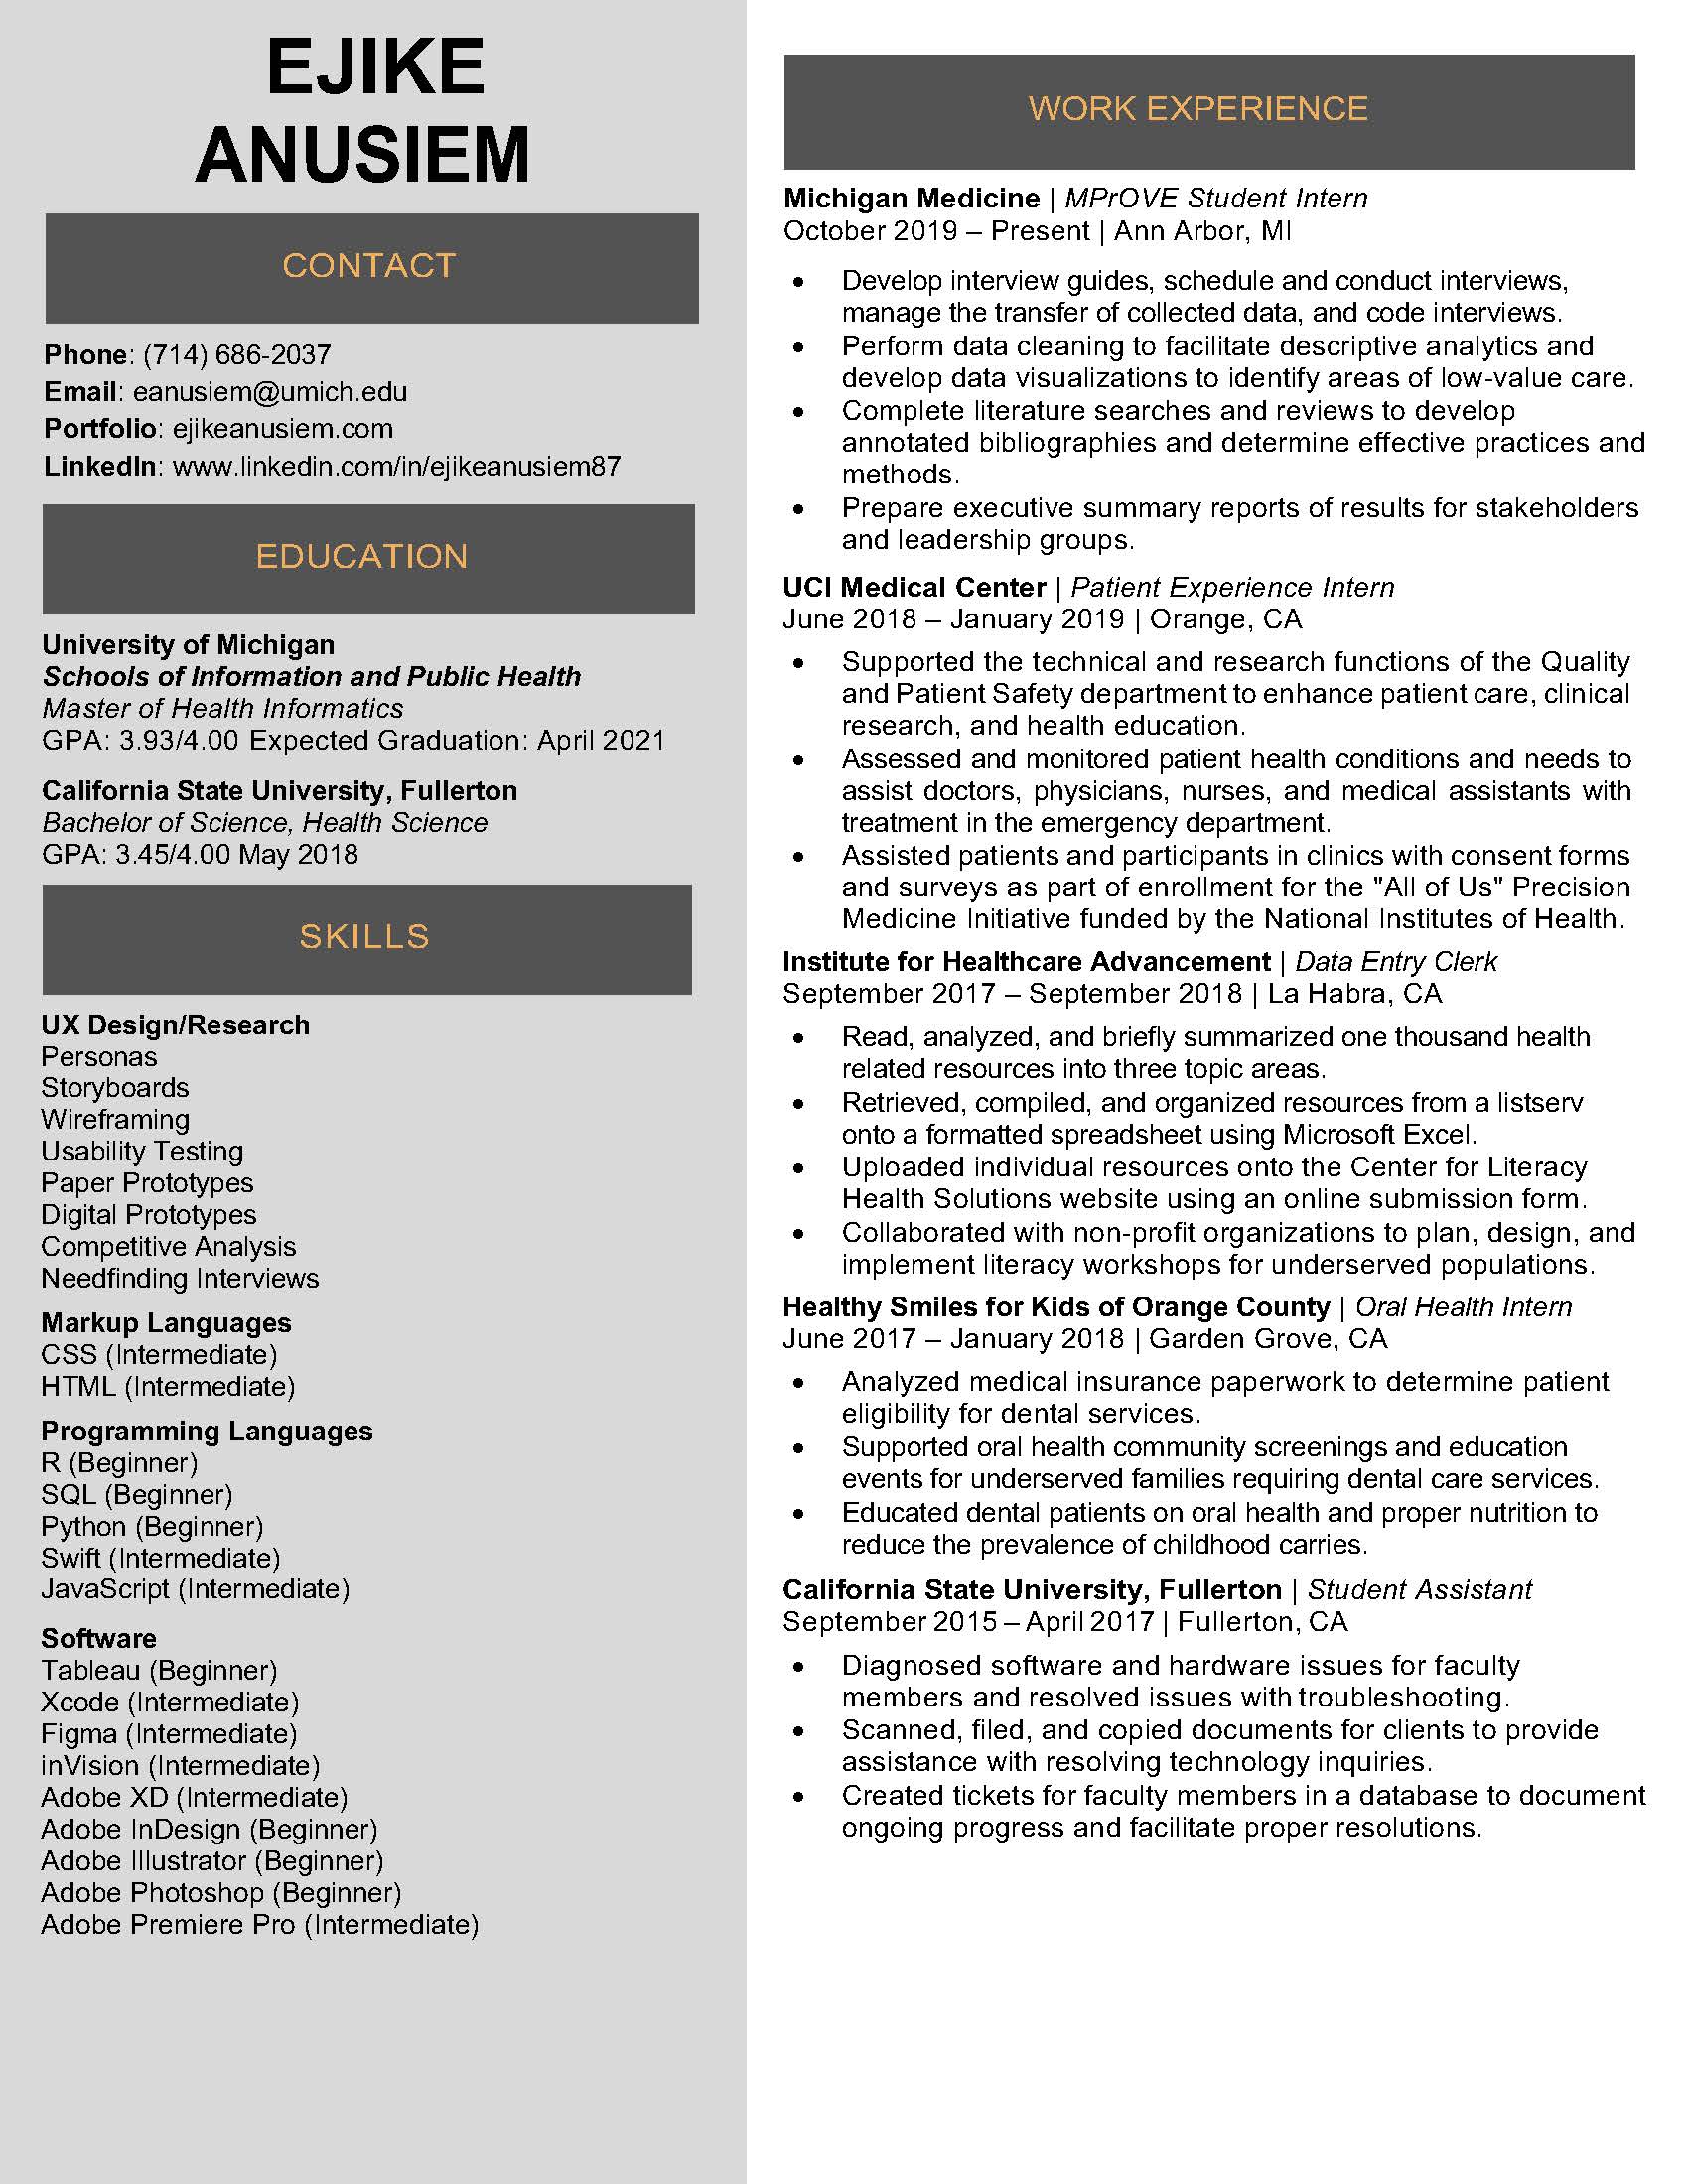 EJIKE
ANUSIEM
CONTACT
Phone: (714) 686-2037
Email: eanusiem@umich.edu
Portfolio: ejikeanusiem.com
LinkedIn: www.linkedin.com/in/ejikeanusiem87
EDUCATION
University of Michigan
Schools of Information and Public Health
Master of Health Informatics
GPA: 3.93/4.00 Expected Graduation: April 2021
California State University, Fullerton
Bachelor of Science, Health Science
GPA: 3.45/4.00 May 2018
SKILLS
UX Design/Research
Personas
Storyboards
Wireframing
Usability Testing
Paper Prototypes
Digital Prototypes
Competitive Analysis
Needfinding Interviews
Markup Languages
CSS (Intermediate)
HTML (Intermediate)
Programming Languages
R (Beginner)
SQL (Beginner)
Python (Beginner)
Swift (Intermediate)
JavaScript (Intermediate)
Software
Tableau (Beginner)
Xcode (Intermediate)
Figma (Intermediate)
inVision (Intermediate)
Adobe XD (Intermediate)
Adobe InDesign (Beginner)
Adobe Illustrator (Beginner)
Adobe Photoshop (Beginner)
Adobe Premiere Pro (Intermediate)
WORK EXPERIENCE
Michigan Medicine | MPrOVE Student Intern
October 2019 – Present | Ann Arbor, MI
• Develop interview guides, schedule and conduct interviews,
manage the transfer of collected data, and code interviews.
• Perform data cleaning to facilitate descriptive analytics and
develop data visualizations to identify areas of low-value care.
• Complete literature searches and reviews to develop
annotated bibliographies and determine effective practices and
methods.
• Prepare executive summary reports of results for stakeholders
and leadership groups.
UCI Medical Center | Patient Experience Intern
June 2018 – January 2019 | Orange, CA
• Supported the technical and research functions of the Quality
and Patient Safety department to enhance patient care, clinical
research, and health education.
• Assessed and monitored patient health conditions and needs to
assist doctors, physicians, nurses, and medical assistants with
treatment in the emergency department.
• Assisted patients and participants in clinics with consent forms
and surveys as part of enrollment for the "All of Us" Precision
Medicine Initiative funded by the National Institutes of Health.
Institute for Healthcare Advancement | Data Entry Clerk
September 2017 – September 2018 | La Habra, CA
• Read, analyzed, and briefly summarized one thousand health
related resources into three topic areas.
• Retrieved, compiled, and organized resources from a listserv
onto a formatted spreadsheet using Microsoft Excel.
• Uploaded individual resources onto the Center for Literacy
Health Solutions website using an online submission form.
• Collaborated with non-profit organizations to plan, design, and
implement literacy workshops for underserved populations.
Healthy Smiles for Kids of Orange County | Oral Health Intern
June 2017 – January 2018 | Garden Grove, CA
• Analyzed medical insurance paperwork to determine patient
eligibility for dental services.
• Supported oral health community screenings and education
events for underserved families requiring dental care services.
• Educated dental patients on oral health and proper nutrition to
reduce the prevalence of childhood carries.
California State University, Fullerton | Student Assistant
September 2015 – April 2017 | Fullerton, CA
• Diagnosed software and hardware issues for faculty
members and resolved issues with troubleshooting.
• Scanned, filed, and copied documents for clients to provide
assistance with resolving technology inquiries.
• Created tickets for faculty members in a database to document
ongoing progress and facilitate proper resolutions.